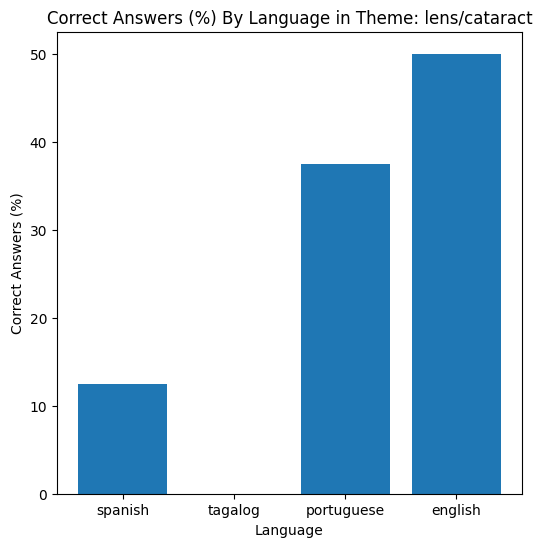 Correct Answers (%) By Language in Theme: lens/cataract
50
40
30
20
10
0
Correct Answers (%)
spanish tagalog portuguese english
Language